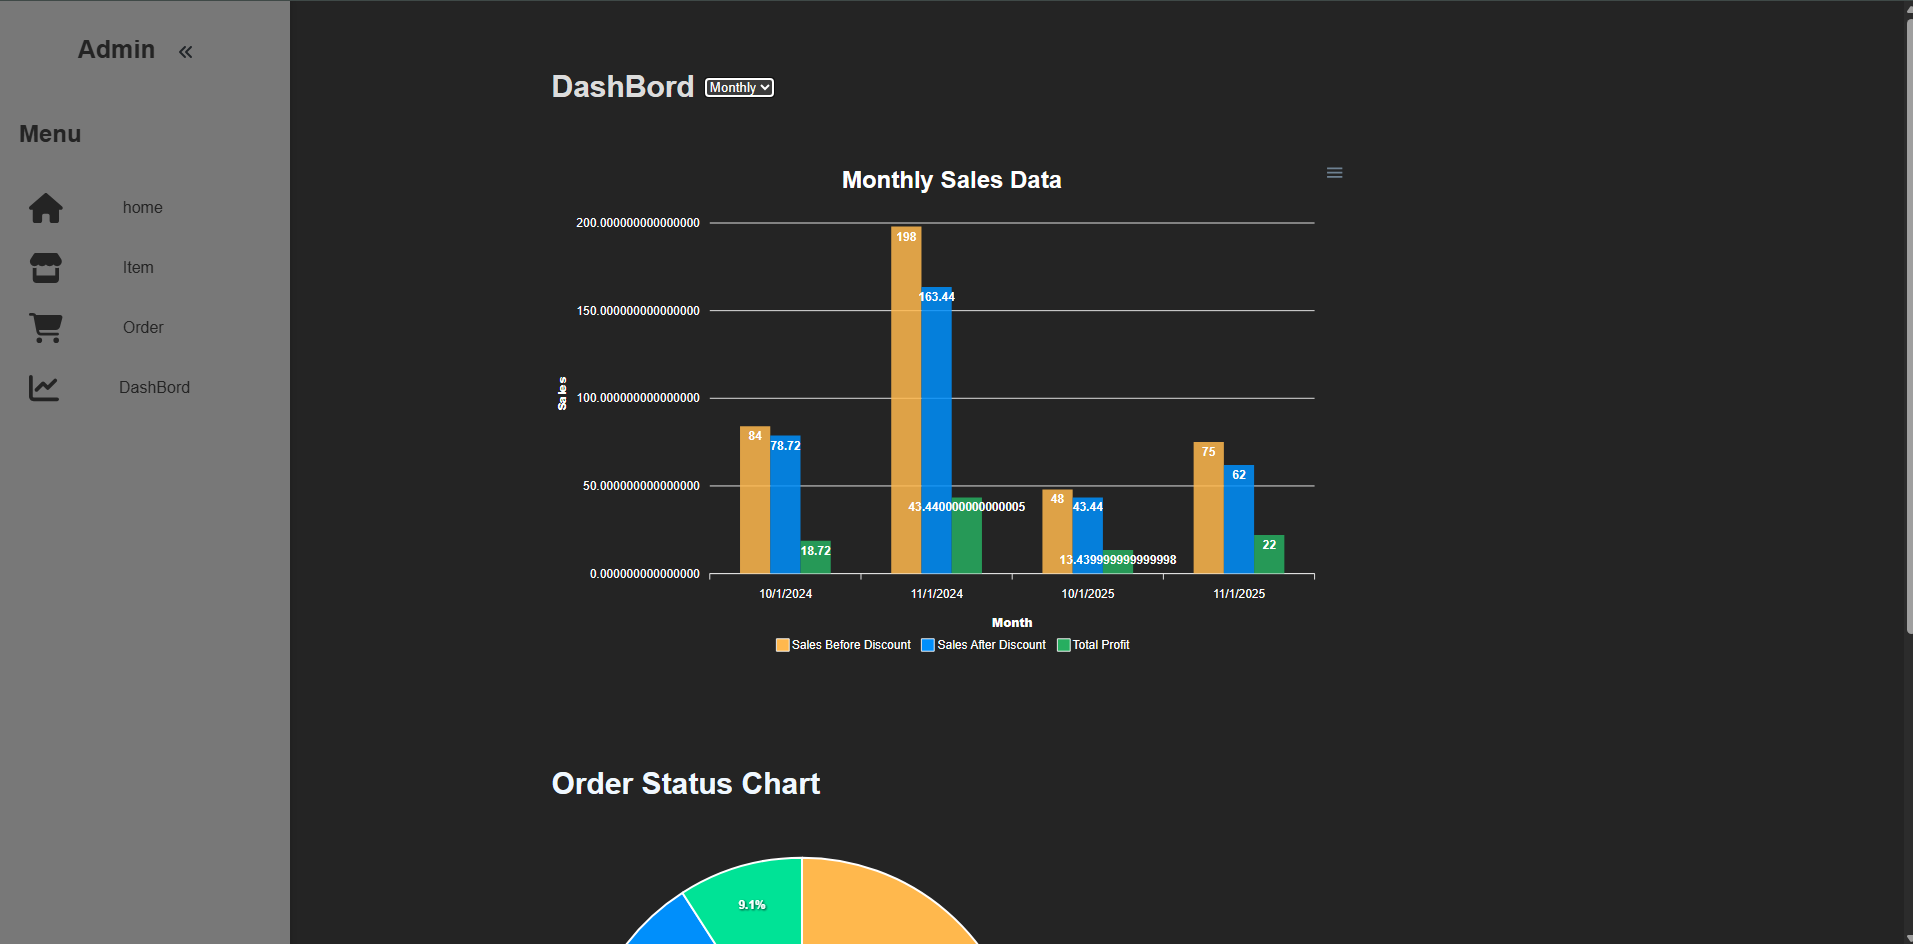 Admin
Menu
home
Item
Order
DashBord
DashBord Monthly
Monthly Sales Data
200.000000000000000
150.000000000000000
100.000000000000000
50.000000000000000
0.000000000000000
Sales
84
78.72
18.72
198
163.44
43.440000000000005
48
43.44
13.439999999999998
75
62
22
10/1/2024 11/1/2024 10/1/2025 11/1/2025
Month
Sales Before Discount Sales After Discount Total Profit
Order Status Chart
9.1%